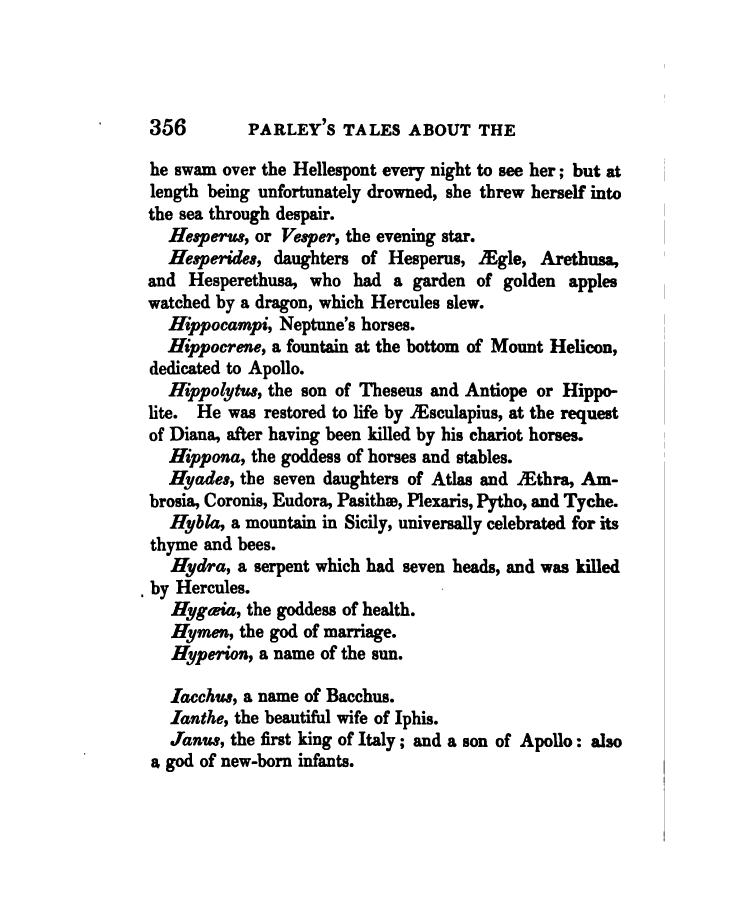 356 PARLEY'S TALES ABOUT THE
he swam over the Hellespont every night to see her; but at
length being unfortunately drowned, she threw herself into
the sea through despair.
Hesperus, or Vesper, the evening star.
Hesperides, daughters of Hesperus, Ægle, Arethusa,
and Hesperethusa, who had a garden of golden apples
watched by a dragon, which Hercules slew.
Hippocampi, Neptune's horses.
Hippocrene, a fountain at the bottom of Mount Helicon,
dedicated to Apollo.
Hippolytus, the son of Theseus and Antiope or Hippo-
lite. He was restored to life by Æsculapius, at the request
of Diana, after having been killed by his chariot horses.
Hippona, the goddess of horses and stables.
Hyades, the seven daughters of Atlas and Æthra, Am-
brosia, Coronis, Eudora, Pasithæ, Plexaris, Pytho, and Tyche.
Hybla, a mountain in Sicily, universally celebrated for its
thyme and bees.
Hydra, a serpent which had seven heads, and was killed
by Hercules.
Hygæia, the goddess of health.
Hymen, the god of marriage.
Hyperion, a name of the sun.
Iacchus, a name of Bacchus.
Ianthe, the beautiful wife of Iphis.
Janus, the first king of Italy; and a son of Apollo: also
a god of new-born infants.